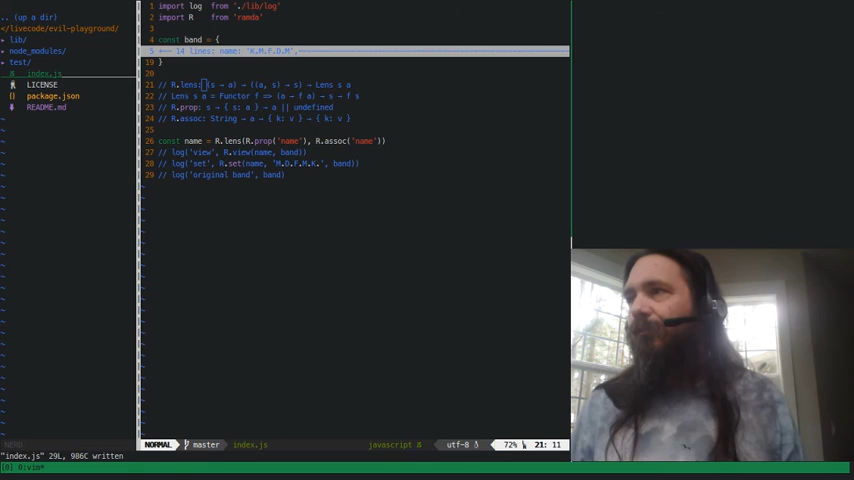 .. (up a dir)
</livecode/evil-playground/
▸ lib/
▸ node_modules/
▸ test/
index.js
LICENSE
package.json
README.md
NERD
1 import log from './lib/log'
2 import R from 'ramda'
3
4 const band = {
5 +-- 14 lines: name: 'K.M.F.D.M',
19 }
20
21 // R.lens: (s → a) → ((a, s) → s) → Lens s a
22 // Lens s a = Functor f => (a → f a) → s → f s
23 // R.prop: s → { s: a } → a || undefined
24 // R.assoc: String → a → { k: v } → { k: v }
25
26 const name = R.lens(R.prop('name'), R.assoc('name'))
27 // log('view', R.view(name, band))
28 // log('set', R.set(name, 'M.D.F.M.K.', band))
29 // log('original band', band)
NORMAL master index.js javascript utf-8 72% 21: 11
"index.js" 29L, 986C written
[0] 0:vim*